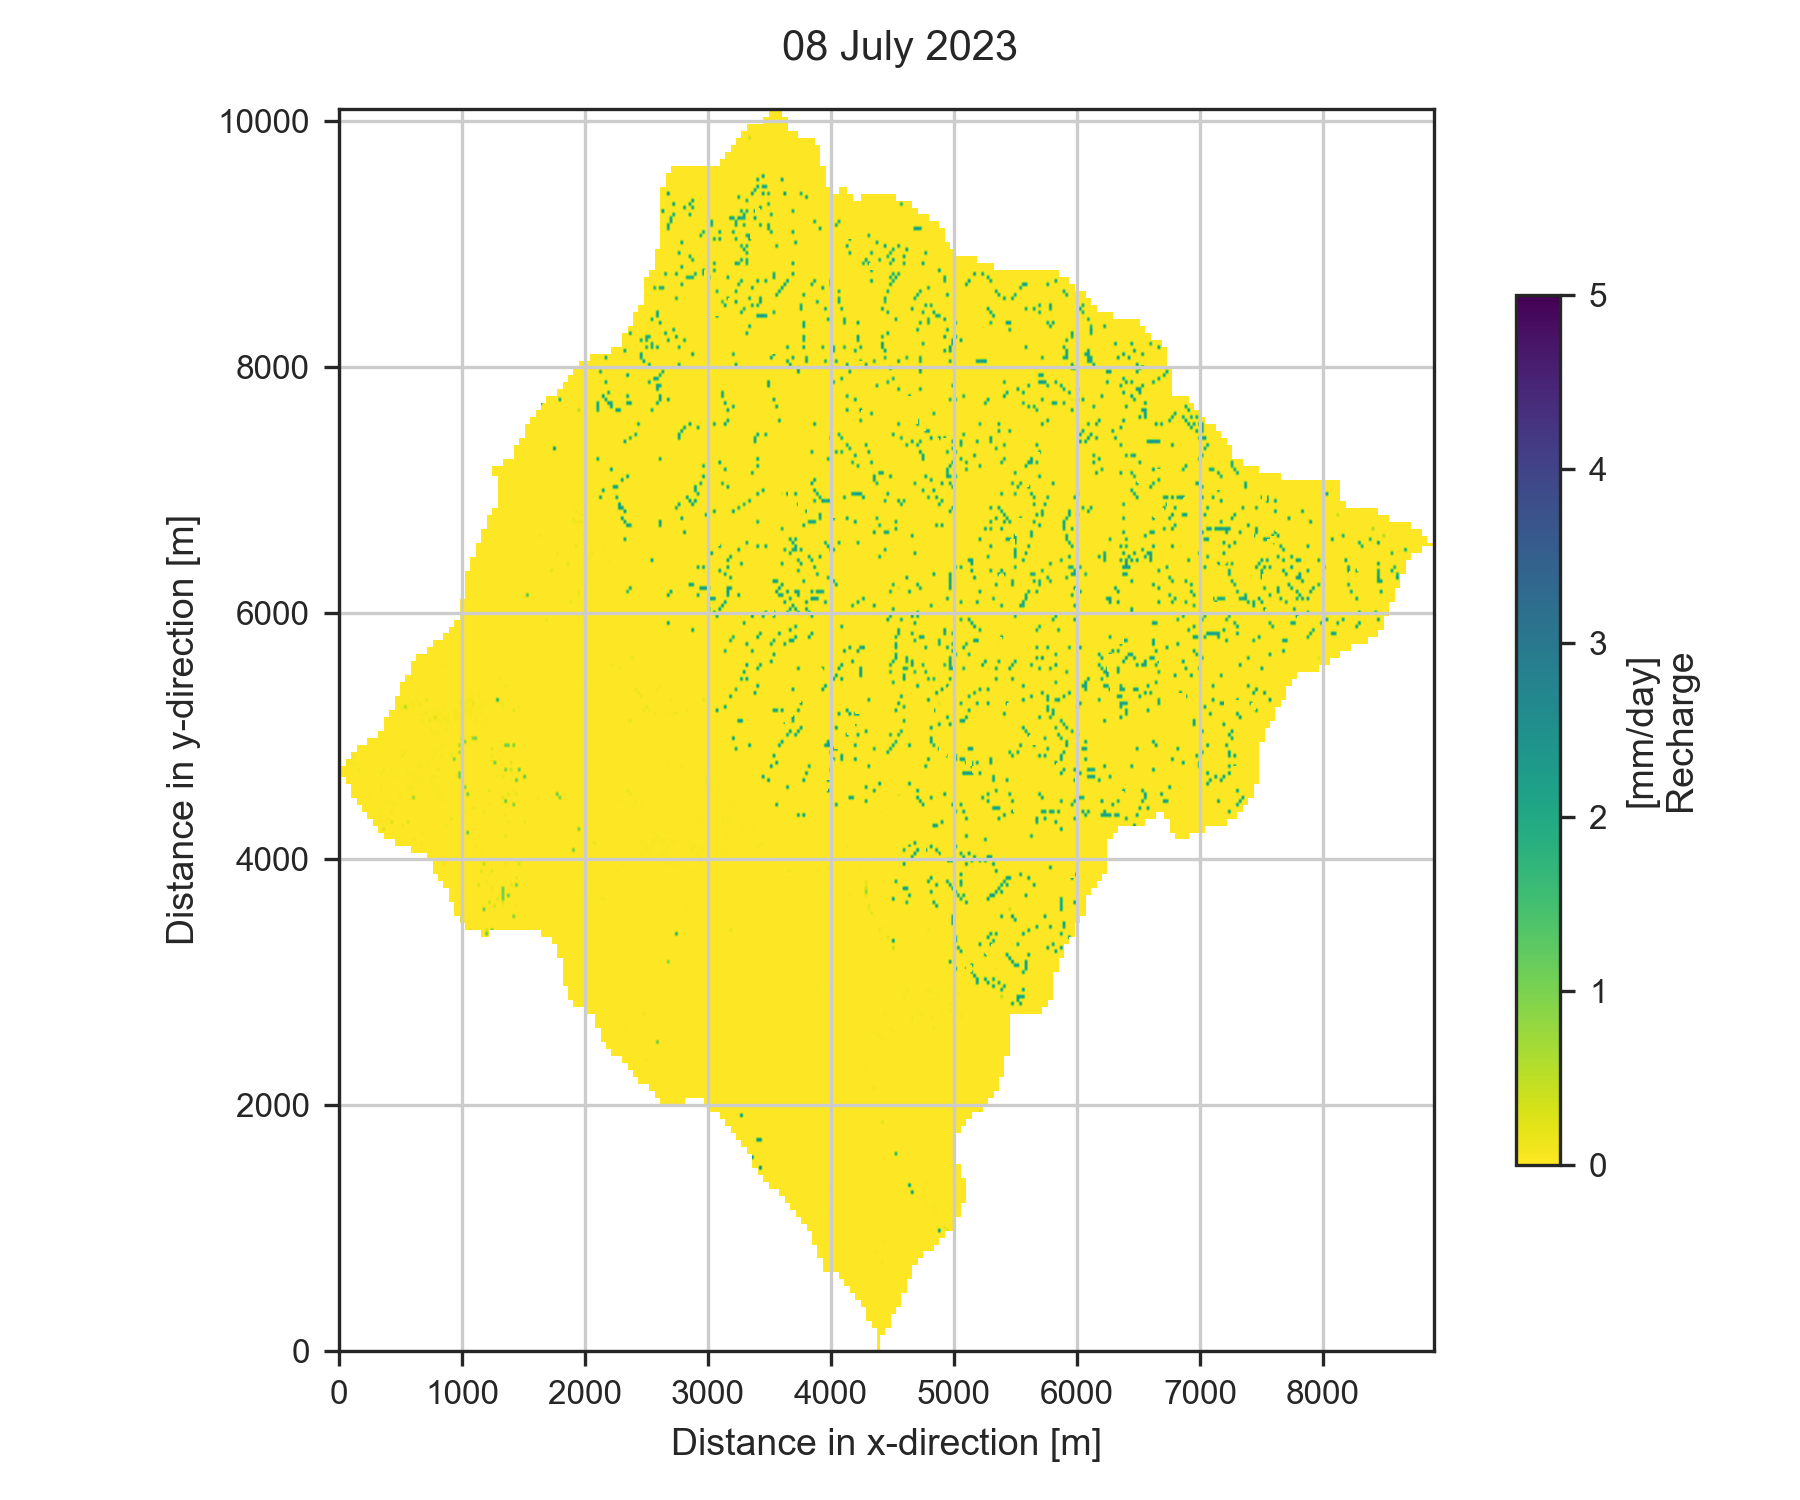 08 July 2023
10000
8000
6000
4000
2000
0
Distance in y-direction [m]
0 1000 2000 3000 4000 5000 6000 7000 8000
Distance in x-direction [m]
5
4
3
2
1
0
[mm/day]
Recharge